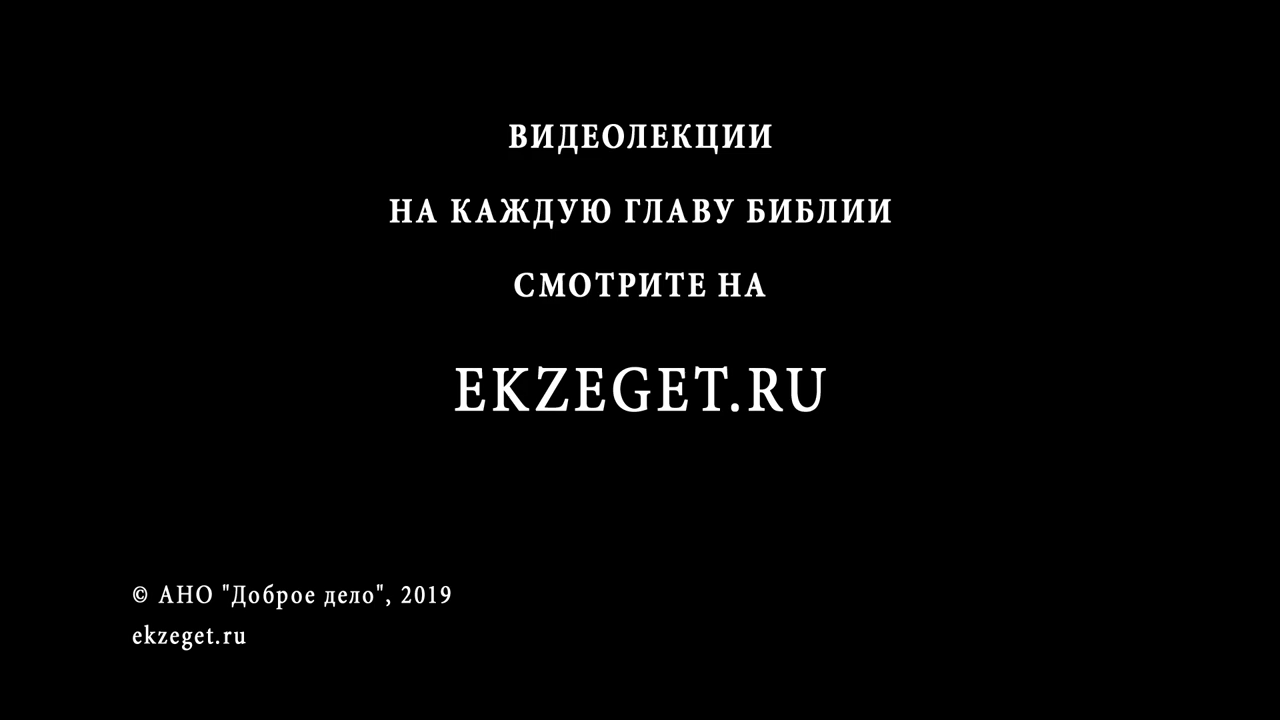 ВИДЕОЛЕКЦИИ
НА КАЖДУЮ ГЛАВУ БИБЛИИ
СМОТРИТЕ НА
EKZEGET.RU
© АНО "Доброе дело", 2019
ekzeget.ru